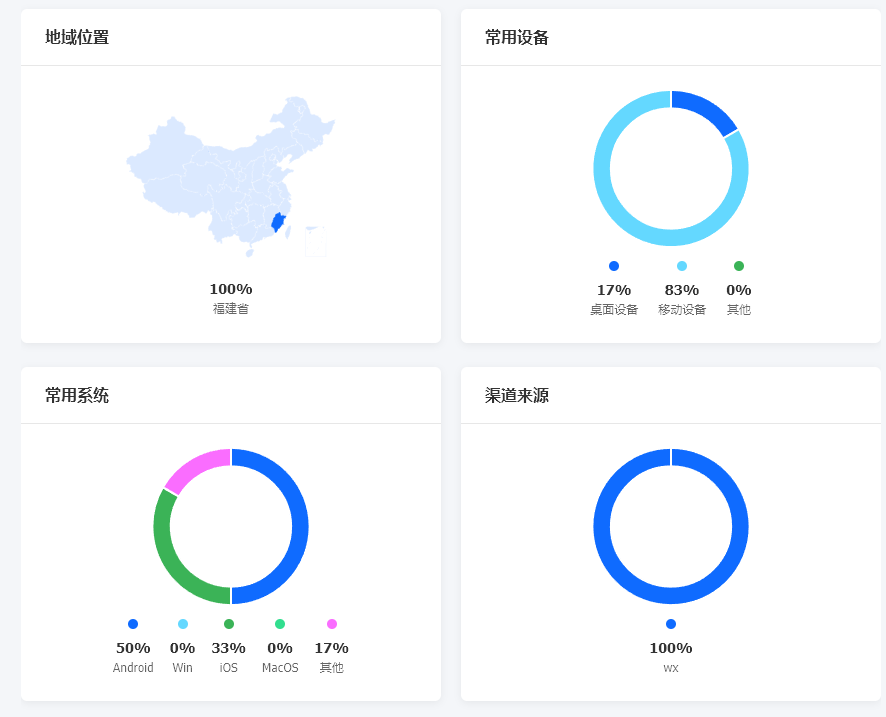 地域位置
100%
福建省
常用设备
17% 83% 0%
桌面设备 移动设备 其他
常用系统
50% 0% 33% 0% 17%
Android Win iOS MacOS 其他
渠道来源
100%
wx